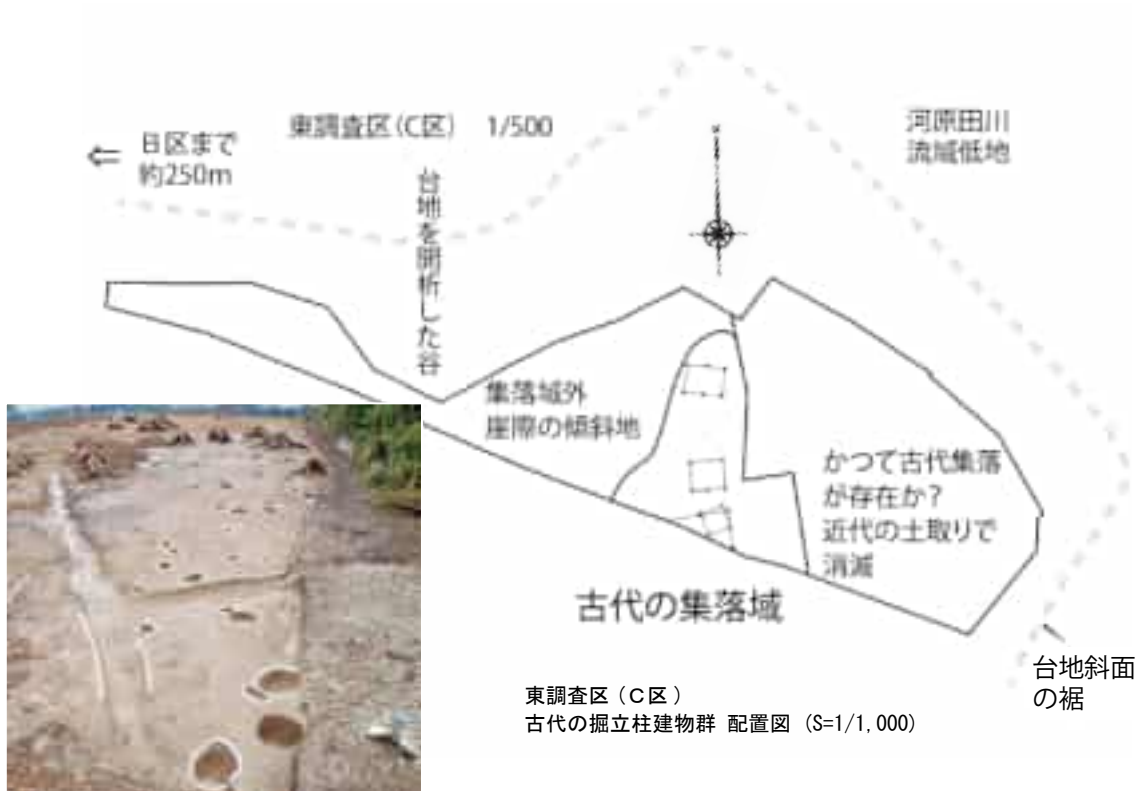 東調査区(C区) 1/500
⇐ B区まで
約250m
台地を開析した谷
河原田川
流域低地
集落域外
崖際の傾斜地
かつて古代集落
が存在か?
近代の土取りで
消滅
古代の集落域
台地斜面
の裾
東調査区(C区)
古代の掘立柱建物群 配置図 (S=1/1,000)